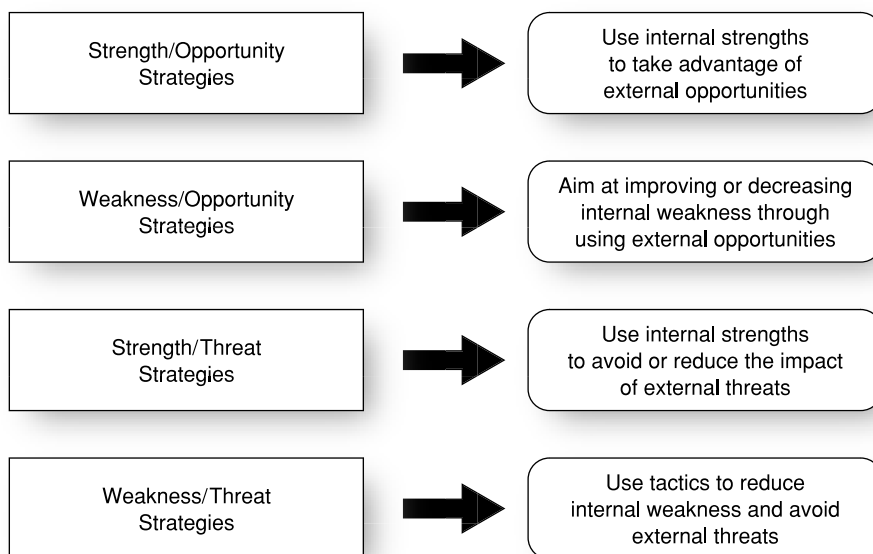 Strength/Opportunity
Strategies
Use internal strengths
to take advantage of
external opportunities
Weakness/Opportunity
Strategies
Aim at improving or decreasing
internal weakness through
using external opportunities
Strength/Threat
Strategies
Use internal strengths
to avoid or reduce the impact
of external threats
Weakness/Threat
Strategies
Use tactics to reduce
internal weakness and avoid
external threats